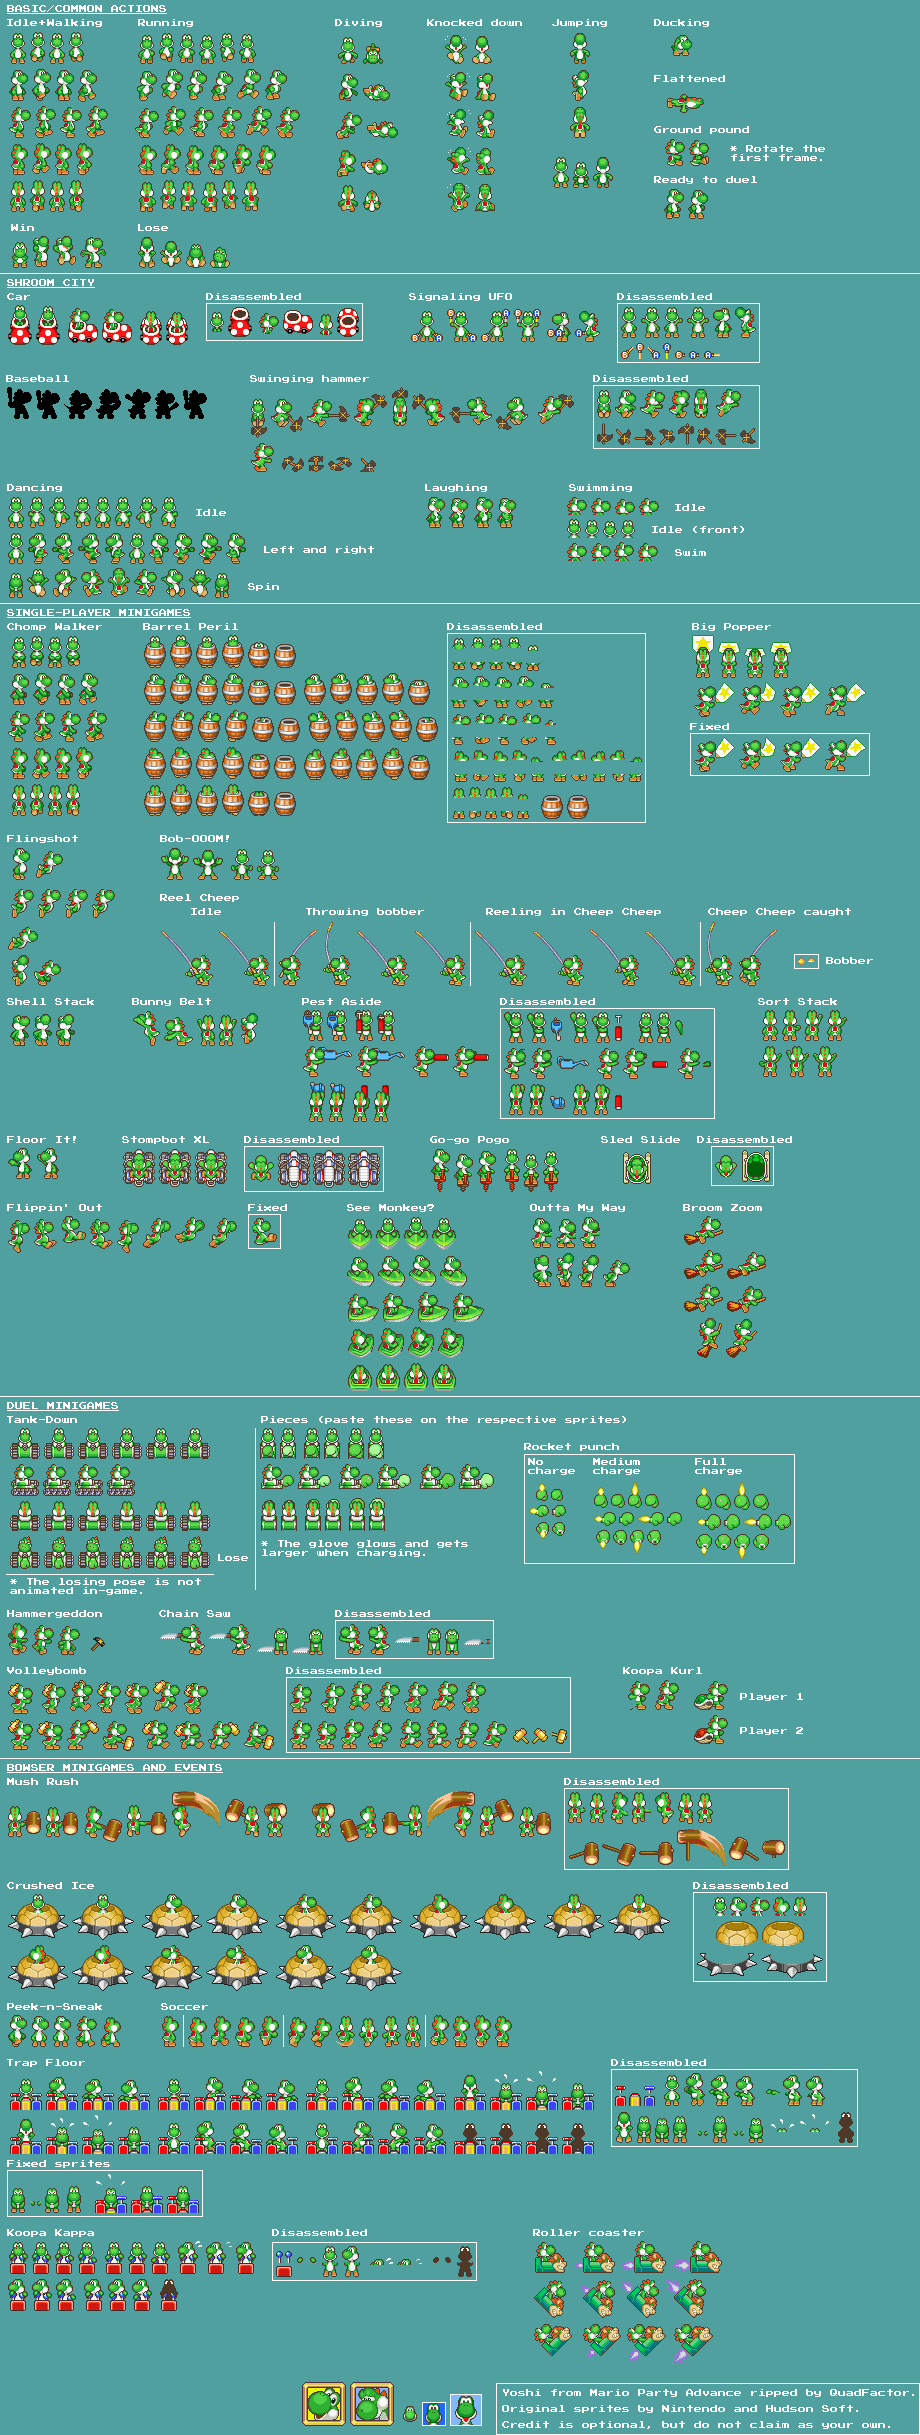 BASIC/COMMON ACTIONS
Idle+Walking
Running
Diving
Knocked down
Jumping
Ducking
Flattened
Ground pound
* Rotate the
first frame.
Ready to duel
Win
Lose
SHROOM CITY
Car
Disassembled
Signaling UFO
Disassembled
Baseball
Swinging hammer
Disassembled
Dancing
Laughing
Swimming
Idle
Idle
Idle (front)
Left and right
Swim
Spin
SINGLE-PLAYER MINIGAMES
Chomp Walker
Barrel Peril
Disassembled
Big Popper
Fixed
Flingshot
Bob-OOOM!
Reel Cheep
Idle
Throwing bobber
Reeling in Cheep Cheep
Cheep Cheep caught
Bobber
Shell Stack
Bunny Belt
Pest Aside
Disassembled
Sort Stack
Floor It!
Stompbot XL
Disassembled
Go-go Pogo
Sled Slide
Disassembled
Flippin' Out
Fixed
See Monkey?
Outta My Way
Broom Zoom
DUEL MINIGAMES
Tank-Down
Pieces (paste these on the respective sprites)
Rocket punch
No
charge
Medium
charge
Full
charge
* The glove glows and gets
larger when charging.
Lose
* The losing pose is not
animated in-game.
Hammergeddon
Chain Saw
Disassembled
Volleybomb
Disassembled
Koopa Kurl
Player 1
Player 2
BOWSER MINIGAMES AND EVENTS
Mush Rush
Disassembled
Crushed Ice
Disassembled
Peek-n-Sneak
Soccer
Trap Floor
Disassembled
Fixed sprites
Koopa Kappa
Disassembled
Roller coaster
Yoshi from Mario Party Advance ripped by QuadFactor.
Original sprites by Nintendo and Hudson Soft.
Credit is optional, but do not claim as your own.